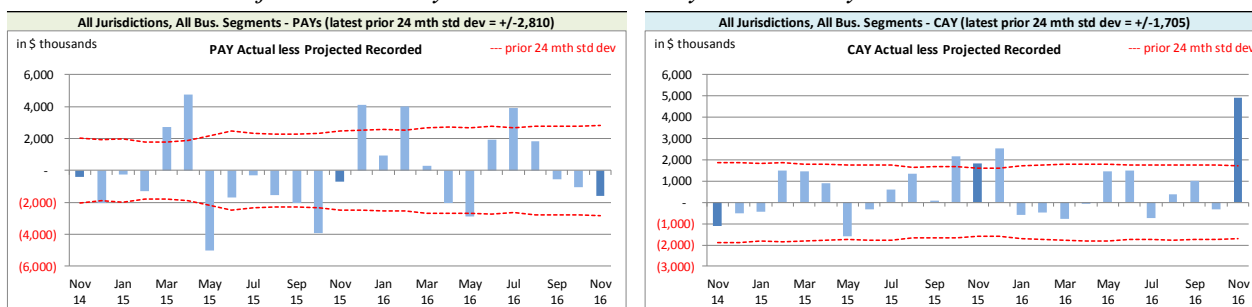 All Jurisdictions, All Bus. Segments - PAYs (latest prior 24 mth std dev = +/-2,810)
in $ thousands
PAY Actual less Projected Recorded
--- prior 24 mth std dev
6,000
4,000
2,000
-
(2,000)
(4,000)
(6,000)
Nov 14 Jan 15 Mar 15 May 15 Jul 15 Sep 15 Nov 15 Jan 16 Mar 16 May 16 Jul 16 Sep 16 Nov 16
All Jurisdictions, All Bus. Segments - CAY (latest prior 24 mth std dev = +/-1,705)
in $ thousands
CAY Actual less Projected Recorded
--- prior 24 mth std dev
6,000
5,000
4,000
3,000
2,000
1,000
-
(1,000)
(2,000)
(3,000)
Nov 14 Jan 15 Mar 15 May 15 Jul 15 Sep 15 Nov 15 Jan 16 Mar 16 May 16 Jul 16 Sep 16 Nov 16